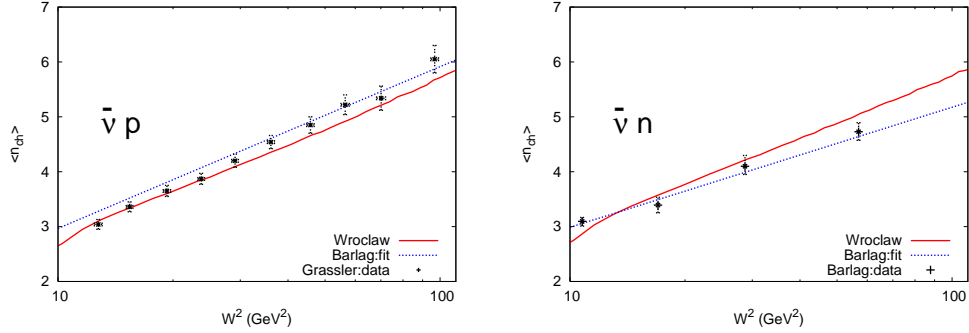 7
6
5
4
3
2
<n_ch>
ν̄ p
Wroclaw
Barlag:fit
Grassler:data
10
100
W² (GeV²)
7
6
5
4
3
2
<n_ch>
ν̄ n
Wroclaw
Barlag:fit
Barlag:data
10
100
W² (GeV²)